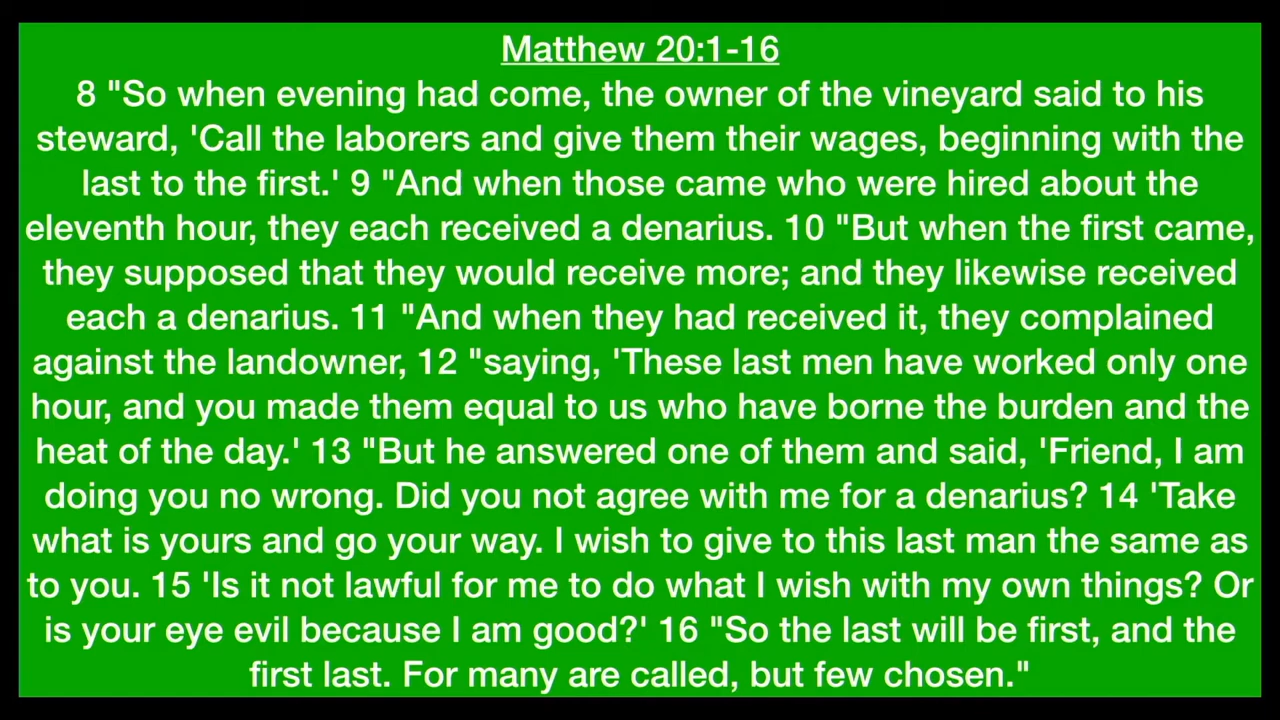 Matthew 20:1-16
8 "So when evening had come, the owner of the vineyard said to his
steward, 'Call the laborers and give them their wages, beginning with the
last to the first.' 9 "And when those came who were hired about the
eleventh hour, they each received a denarius. 10 "But when the first came,
they supposed that they would receive more; and they likewise received
each a denarius. 11 "And when they had received it, they complained
against the landowner, 12 "saying, 'These last men have worked only one
hour, and you made them equal to us who have borne the burden and the
heat of the day.' 13 "But he answered one of them and said, 'Friend, I am
doing you no wrong. Did you not agree with me for a denarius? 14 'Take
what is yours and go your way. I wish to give to this last man the same as
to you. 15 'Is it not lawful for me to do what I wish with my own things? Or
is your eye evil because I am good?' 16 "So the last will be first, and the
first last. For many are called, but few chosen."